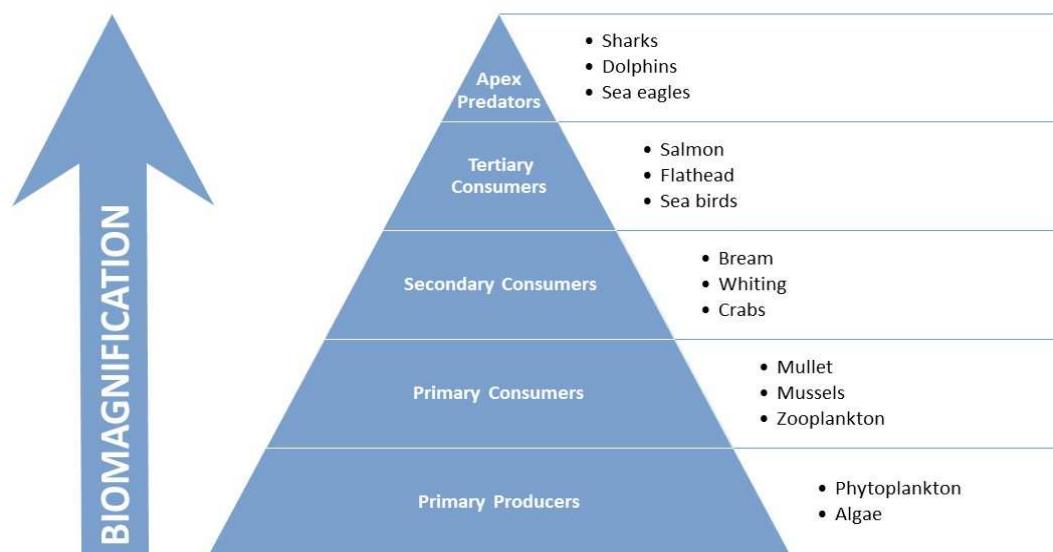 BIOMAGNIFICATION
Apex
Predators
• Sharks
• Dolphins
• Sea eagles
Tertiary
Consumers
• Salmon
• Flathead
• Sea birds
Secondary Consumers
• Bream
• Whiting
• Crabs
Primary Consumers
• Mullet
• Mussels
• Zooplankton
Primary Producers
• Phytoplankton
• Algae